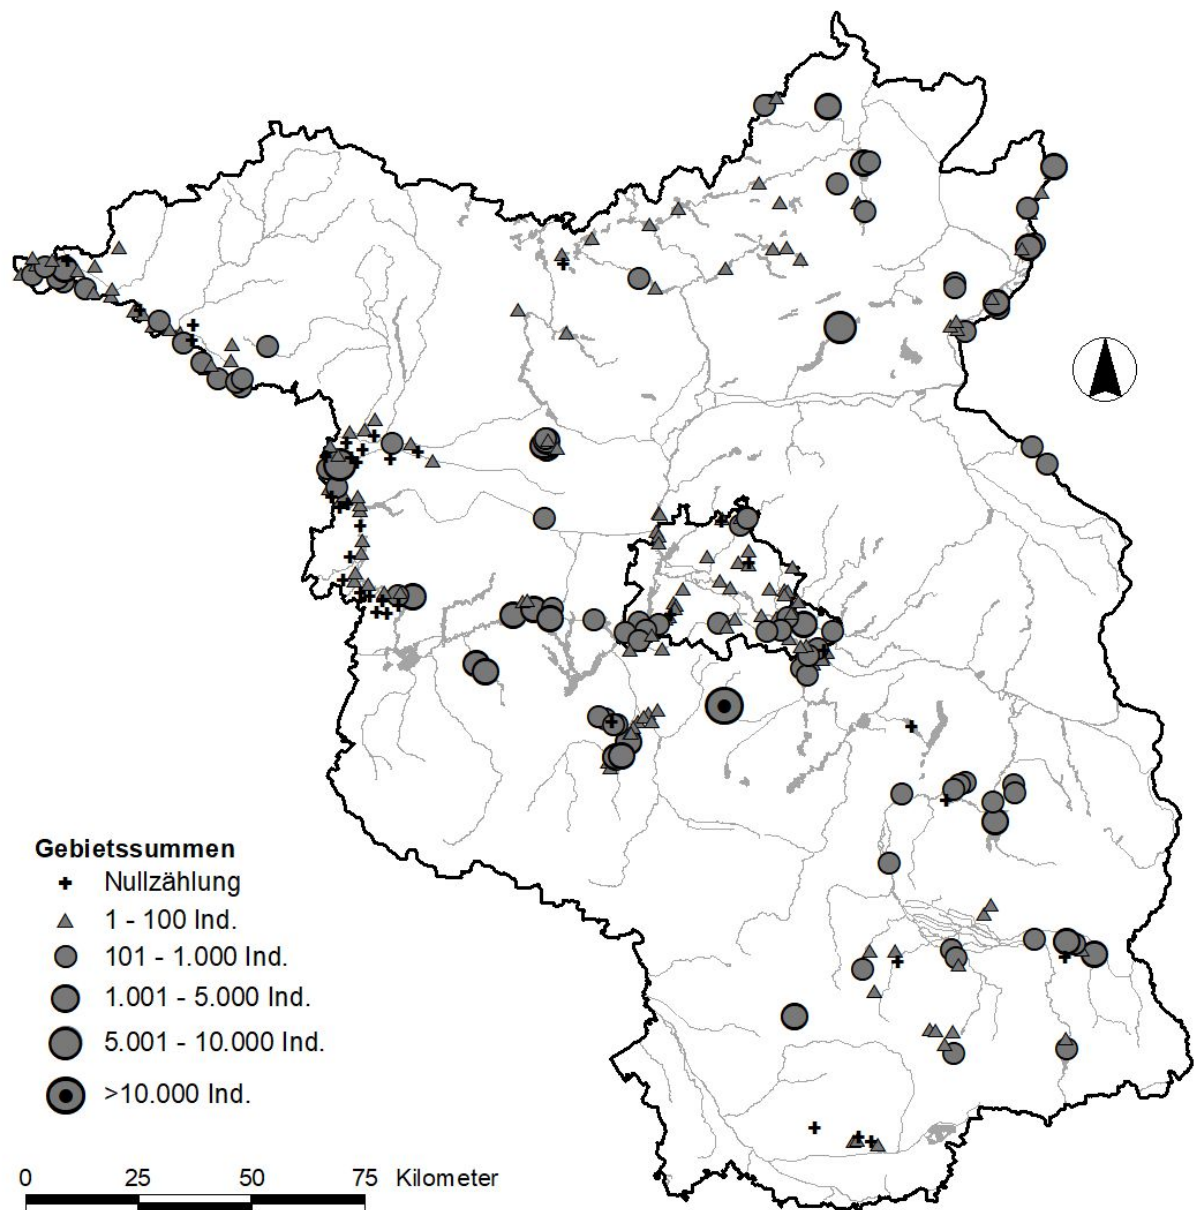 Gebietssummen
Nullzählung
1 - 100 Ind.
101 - 1.000 Ind.
1.001 - 5.000 Ind.
5.001 - 10.000 Ind.
>10.000 Ind.
0 25 50 75 Kilometer